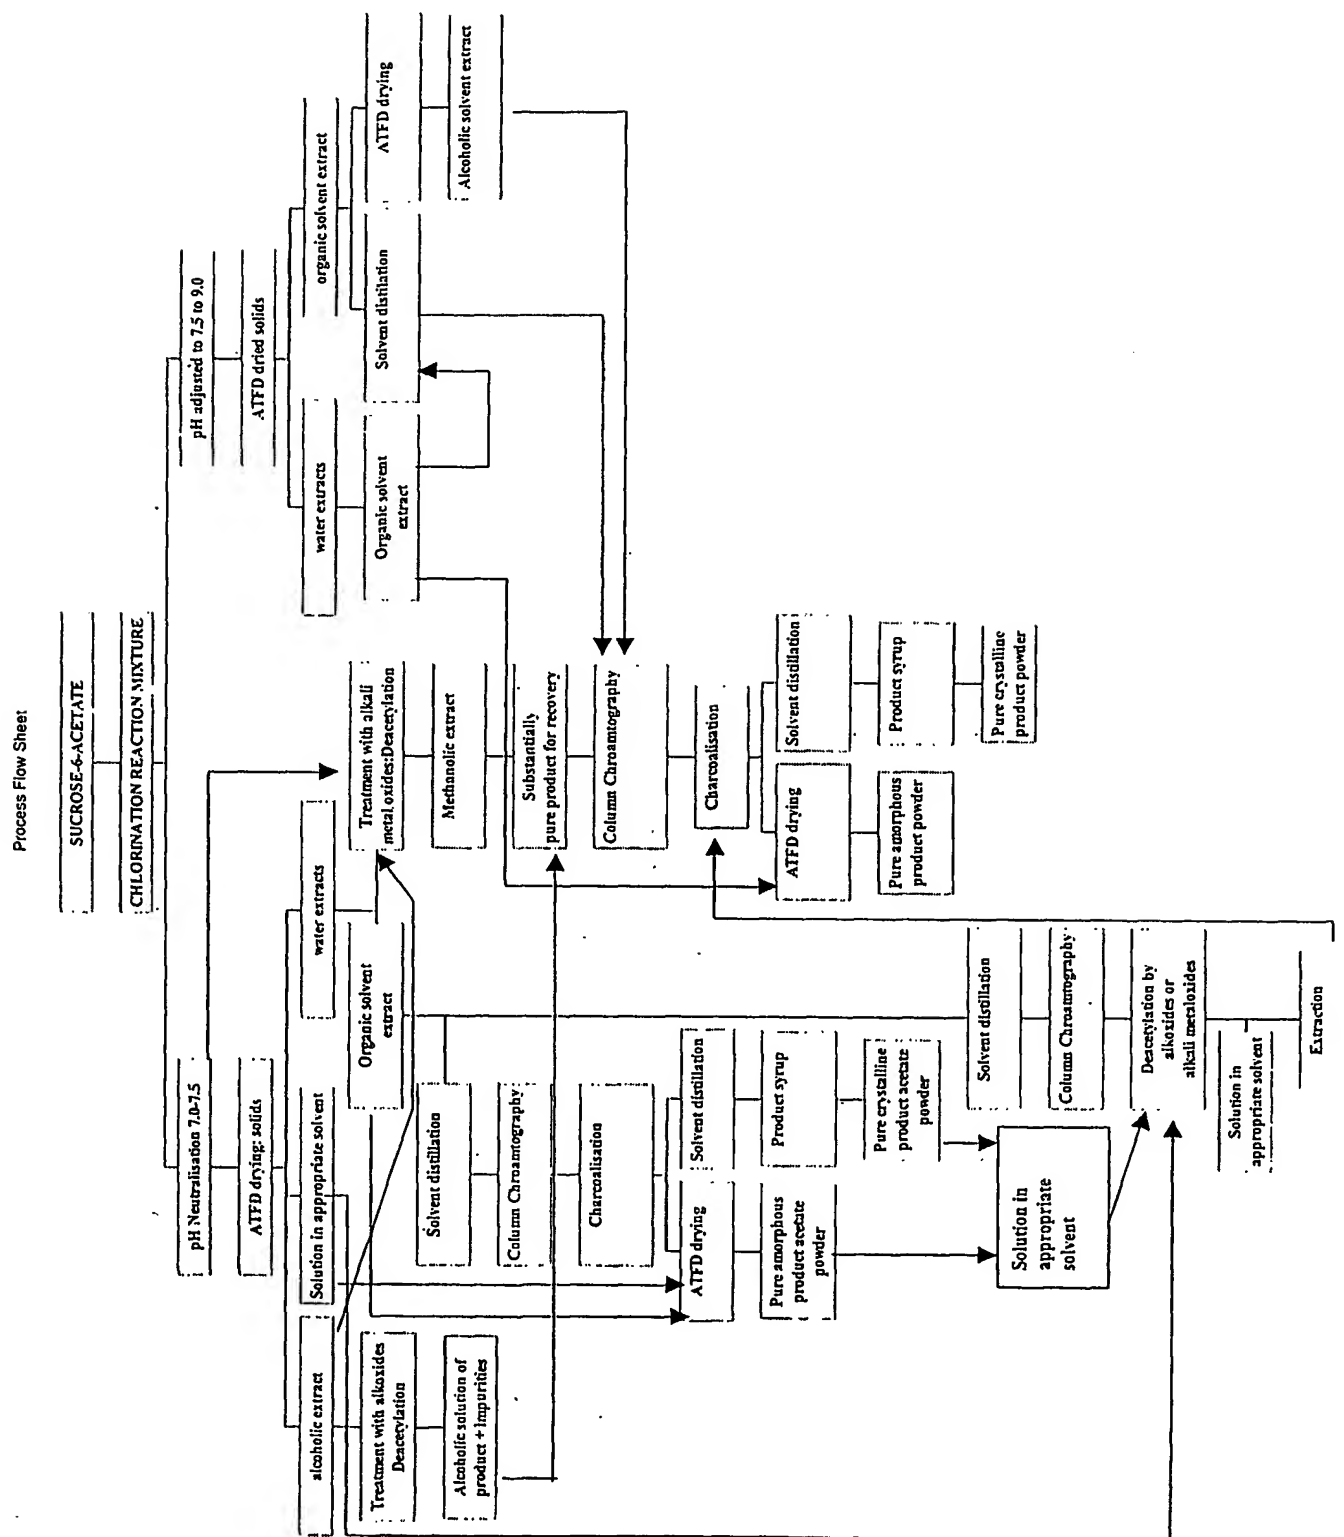 Process Flow Sheet
SUCROSE-6-ACETATE
CHLORINATION REACTION MIXTURE
pH Neutralisation 7.0-7.5
pH adjusted to 7.5 to 9.0
ATFD drying: solids
ATFD dried solids
alcoholic extract
Solution in appropriate solvent
water extracts
water extracts
organic solvent extract
Treatment with alkoxides
Deacetylation
Organic solvent
extract
Treatment with alkali
metal oxides:Deacetylation
Organic solvent
extract
Solvent distilation
ATFD drying
Alcoholic solution of
product + Impurities
Solvent distillation
Methanolic extract
Alcoholic solvent extract
Column Chroamtography
Substantially
pure product for recovery
Charcoalisation
Column Chroamtography
ATFD drying
Solvent distillation
Charcoalisation
Pure amorphous
product acetate
powder
Product syrup
ATFD drying
Solvent distillation
Pure crystalline
product acetate
powder
Pure amorphous
product powder
Product syrup
Pure crystalline
product powder
Solvent distillation
Solution in
appropriate
solvent
Column Chroamtography
Deacetylation by
alkoxides or
alkali metaloxides
Solution in
appropriate solvent
Extraction